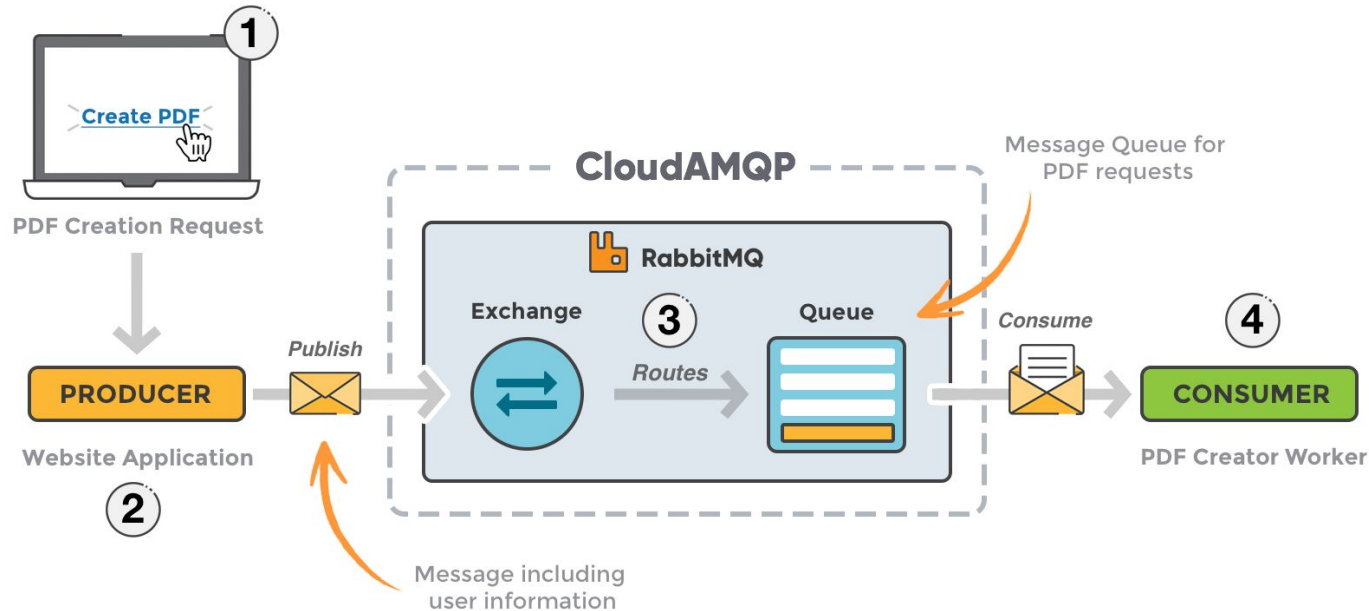 1
Create PDF
PDF Creation Request
PRODUCER
Website Application
2
Publish
Message including
user information
CloudAMQP
RabbitMQ
Exchange
3
Routes
Queue
Message Queue for
PDF requests
Consume
4
CONSUMER
PDF Creator Worker